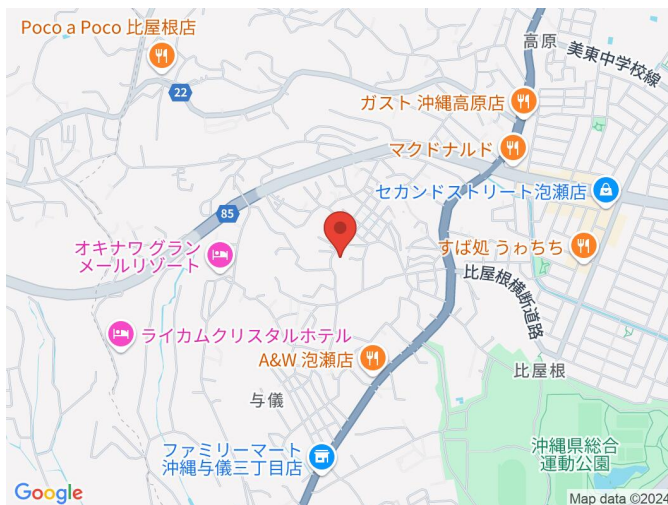 Poco a Poco 比屋根店
高原
美東中学校線
22
ガスト 沖縄高原店
マクドナルド
セカンドストリート泡瀬店
85
オキナワ グラン
メールリゾート
すば処 うゎちち
比屋根横断道路
ライカムクリスタルホテル
A&W 泡瀬店
比屋根
与儀
ファミリーマート
沖縄与儀三丁目店
沖縄県総合
運動公園
Google
Map data ©2024